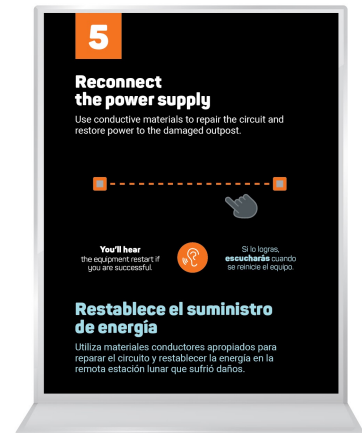 5
Reconnect
the power supply
Use conductive materials to repair the circuit and
restore power to the damaged outpost.
You'll hear
the equipment restart if
you are successful.
Si lo logras,
escucharás cuando
se reinicie el equipo.
Restablece el suministro
de energía
Utiliza materiales conductores apropiados para
reparar el circuito y restablecer la energía en la
remota estación lunar que sufrió daños.